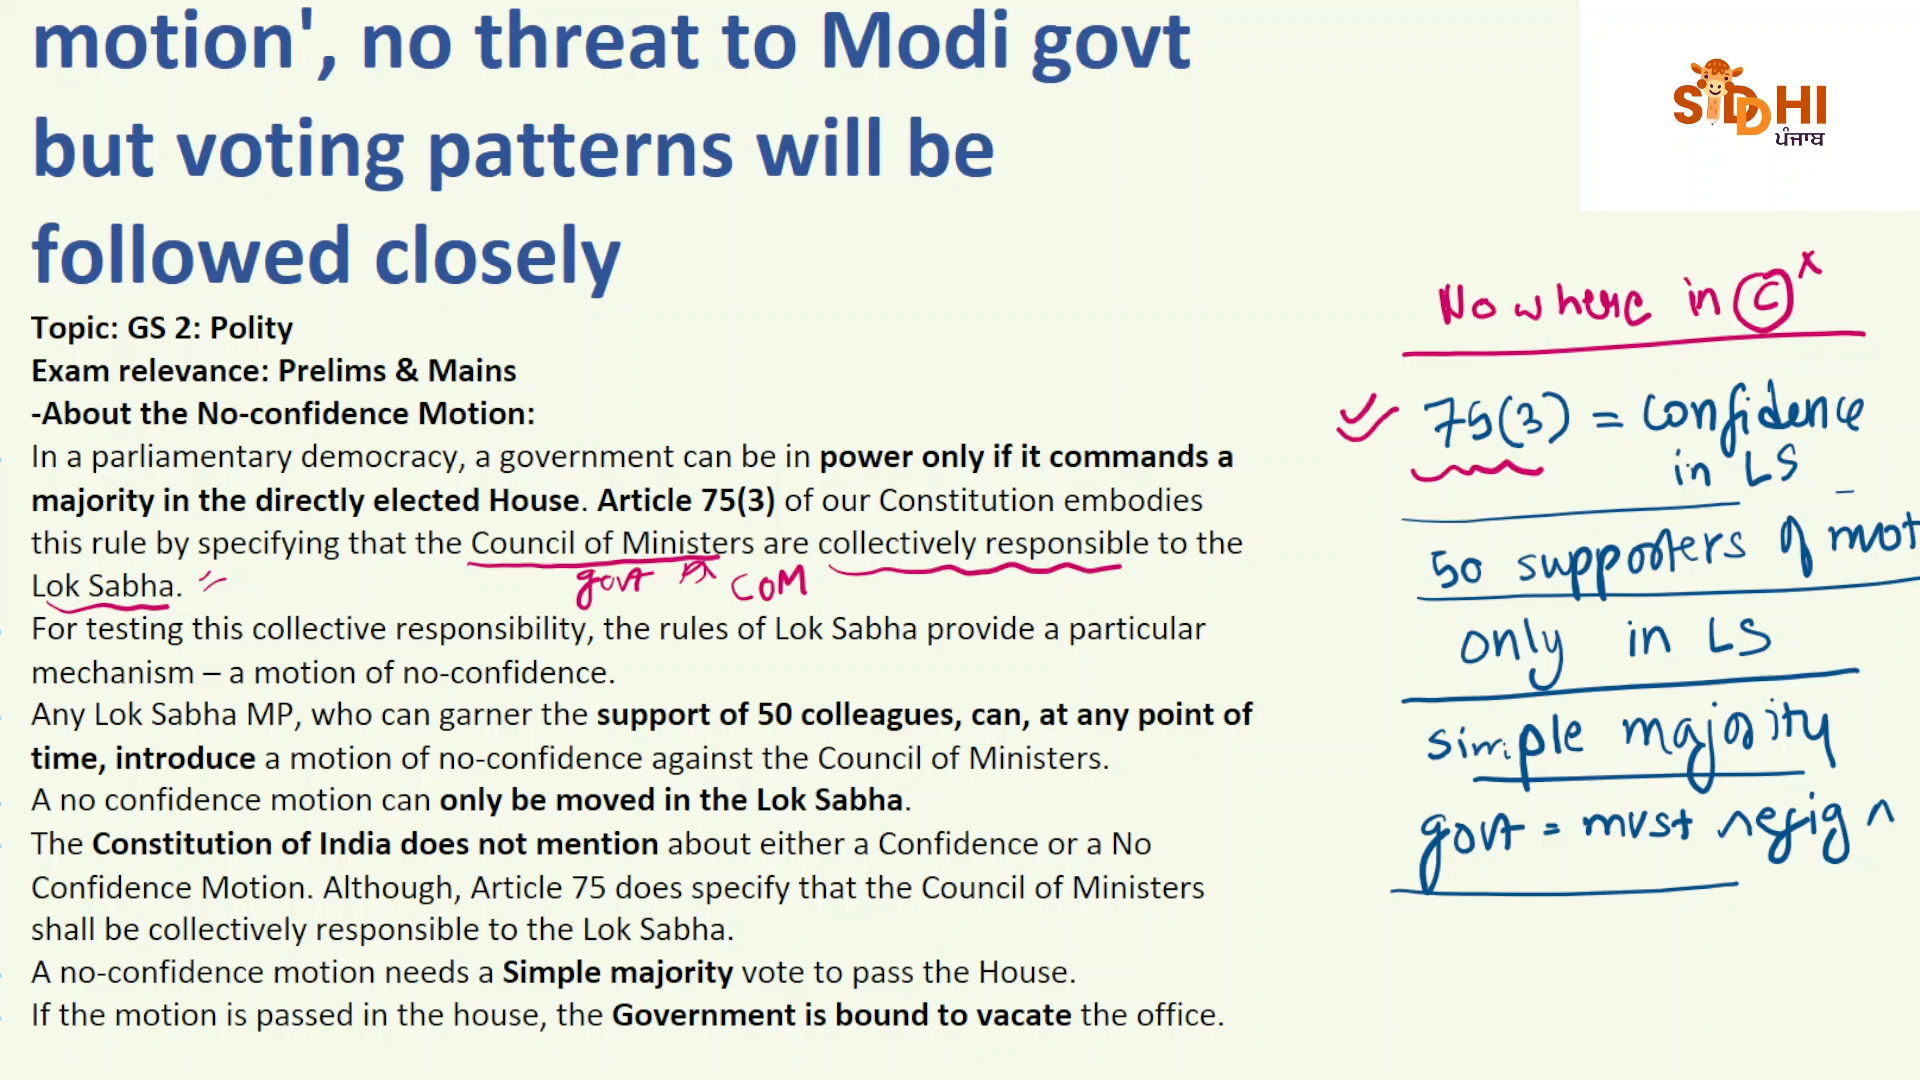 motion', no threat to Modi govt
but voting patterns will be
followed closely
SIDDHI
ਪੰਜਾਬ
Topic: GS 2: Polity
Exam relevance: Prelims & Mains
-About the No-confidence Motion:
In a parliamentary democracy, a government can be in power only if it commands a
majority in the directly elected House. Article 75(3) of our Constitution embodies
this rule by specifying that the Council of Ministers are collectively responsible to the
govt COM
Lok Sabha.
For testing this collective responsibility, the rules of Lok Sabha provide a particular
mechanism – a motion of no-confidence.
Any Lok Sabha MP, who can garner the support of 50 colleagues, can, at any point of
time, introduce a motion of no-confidence against the Council of Ministers.
A no confidence motion can only be moved in the Lok Sabha.
The Constitution of India does not mention about either a Confidence or a No
Confidence Motion. Although, Article 75 does specify that the Council of Ministers
shall be collectively responsible to the Lok Sabha.
A no-confidence motion needs a Simple majority vote to pass the House.
If the motion is passed in the house, the Government is bound to vacate the office.
No where in C x
75(3) = confidence
in LS
50 supporters of mot
only in LS
simple majority
govt = must resign